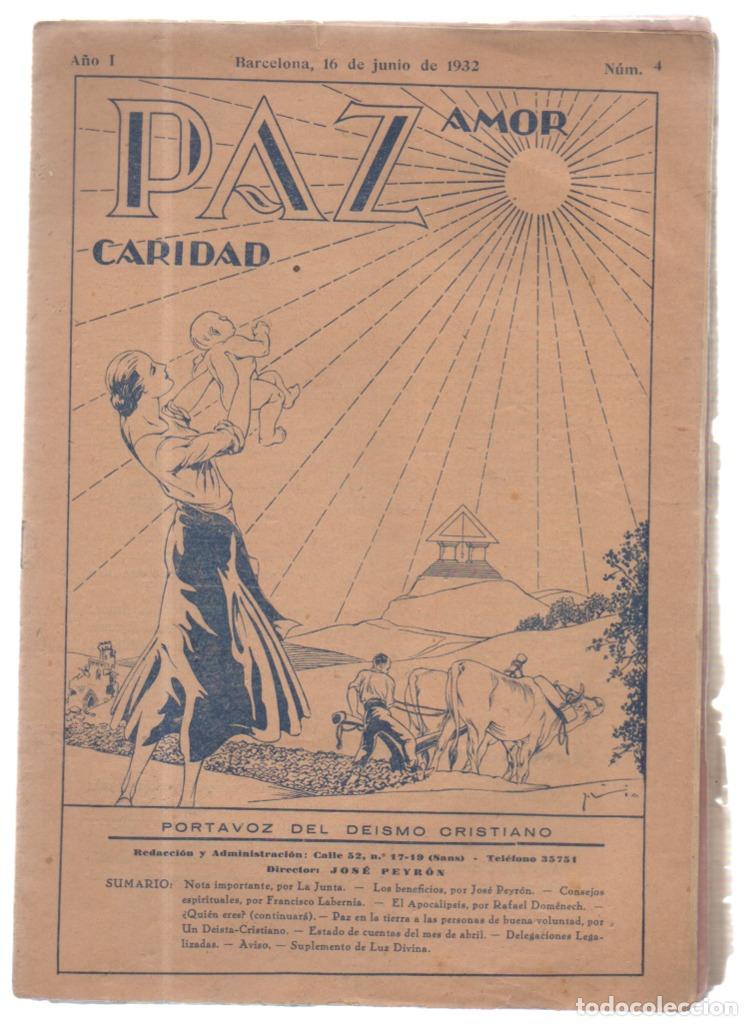 Año I Barcelona, 16 de junio de 1932 Núm. 4
PAZ
AMOR
CARIDAD
PORTAVOZ DEL DEISMO CRISTIANO
Redacción y Administración: Calle 52, n.º 17-19 (Sans) - Teléfono 35751
Director: JOSÉ PEYRÓN
SUMARIO: Nota importante, por La Junta. — Los beneficios, por José Peyrón. — Consejos
espirituales, por Francisco Labernia. — El Apocalipsis, por Rafael Doménech. —
¿Quién eres? (continuará). — Paz en la tierra a las personas de buena voluntad, por
Un Deista-Cristiano. — Estado de cuentas del mes de abril. — Delegaciones Lega-
lizadas. — Aviso. — Suplemento de Luz Divina.
todocoleccion